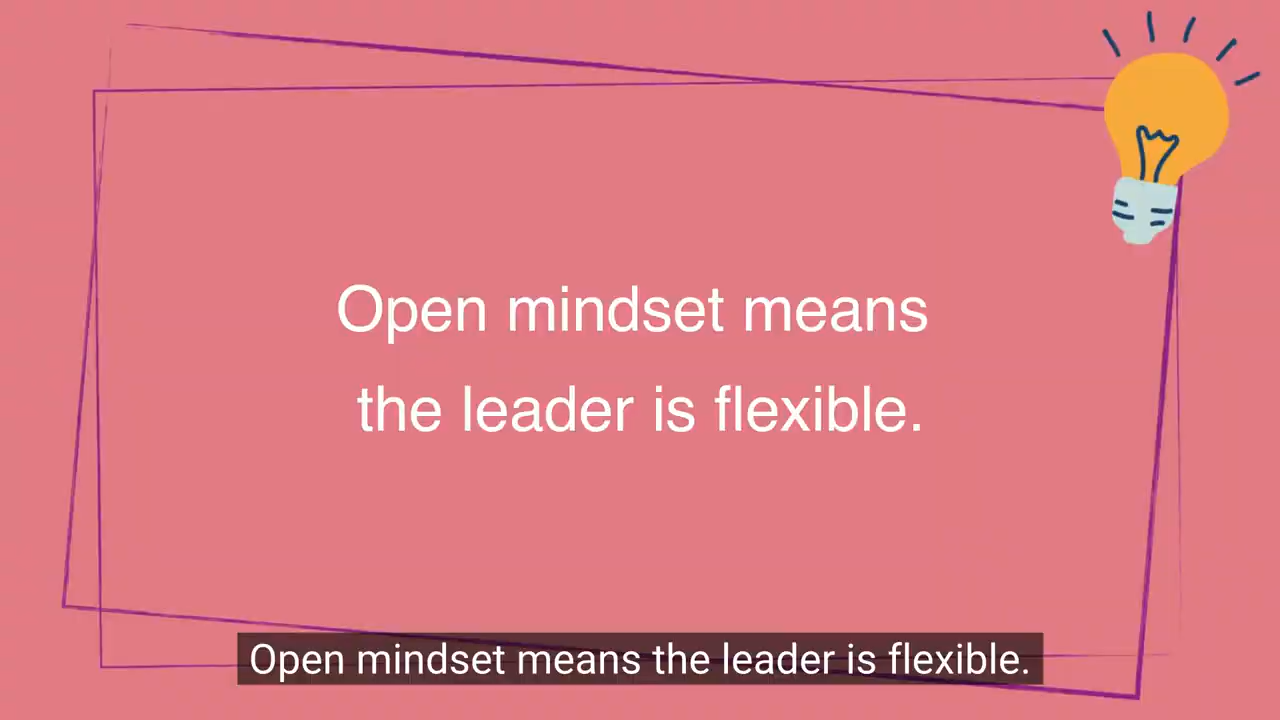 Open mindset means
the leader is flexible.
Open mindset means the leader is flexible.